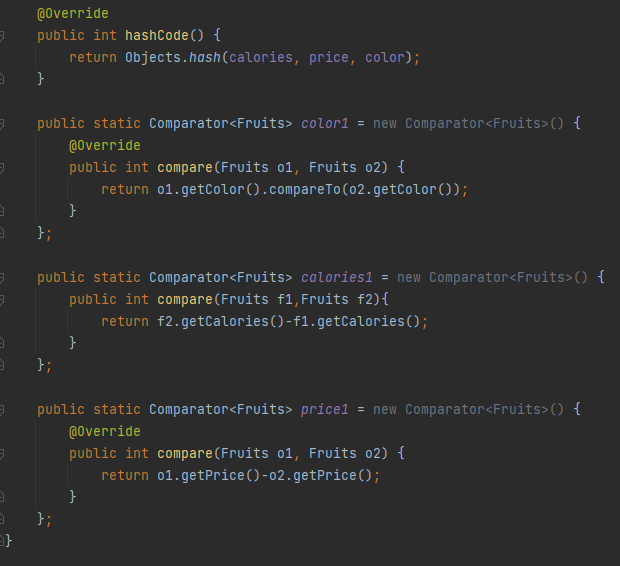 @Override
public int hashCode() {
return Objects.hash(calories, price, color);
}
public static Comparator<Fruits> color1 = new Comparator<Fruits>() {
@Override
public int compare(Fruits o1, Fruits o2) {
return o1.getColor().compareTo(o2.getColor());
}
};
public static Comparator<Fruits> calories1 = new Comparator<Fruits>() {
public int compare(Fruits f1,Fruits f2){
return f2.getCalories()-f1.getCalories();
}
};
public static Comparator<Fruits> price1 = new Comparator<Fruits>() {
@Override
public int compare(Fruits o1, Fruits o2) {
return o1.getPrice()-o2.getPrice();
}
};
}